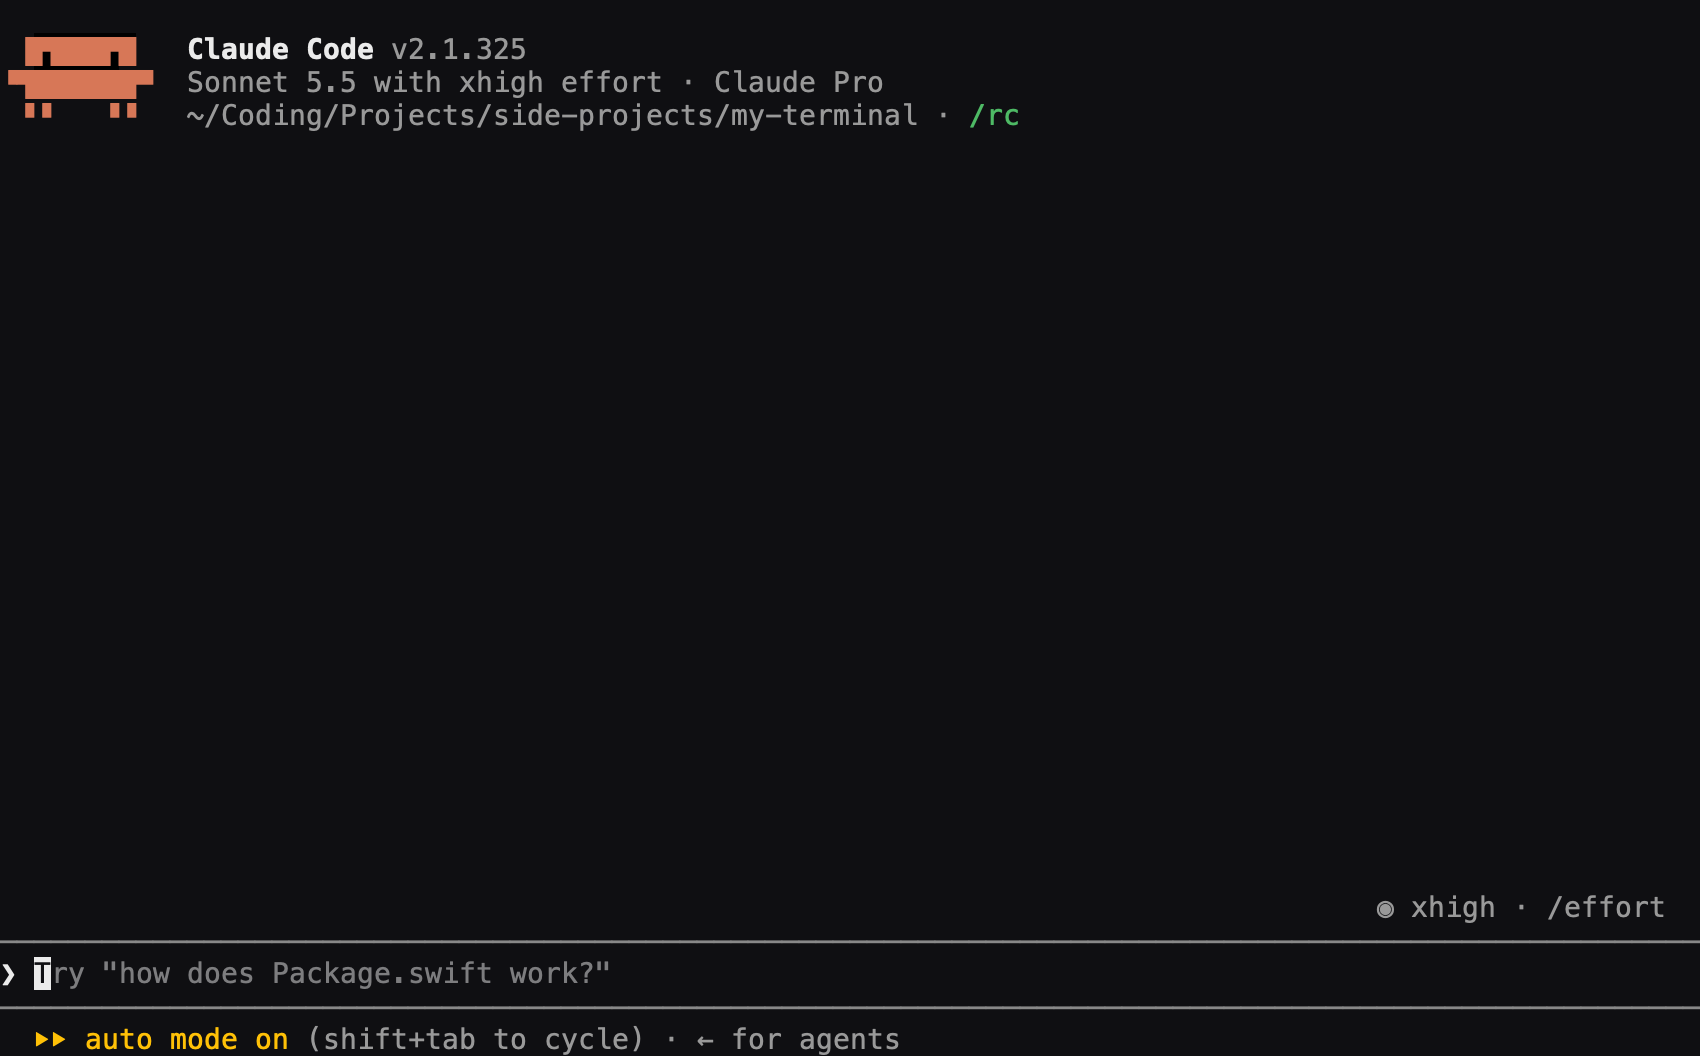 Claude Code v2.1.325
Sonnet 5.5 with xhigh effort · Claude Pro
~/Coding/Projects/side-projects/my-terminal · /rc
◉ xhigh · /effort
❯ Try "how does Package.swift work?"
⏵⏵ auto mode on (shift+tab to cycle) · ← for agents